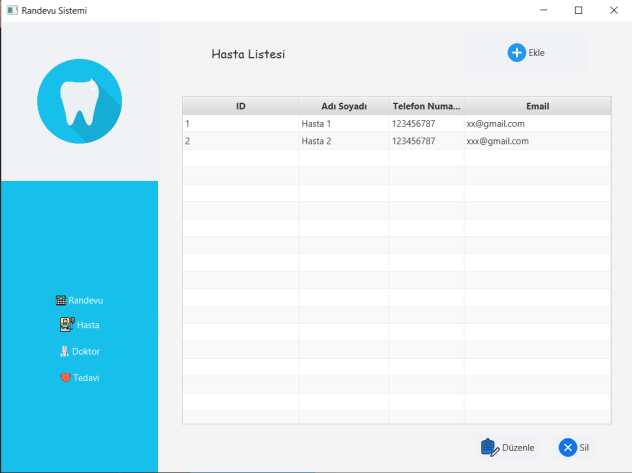 Randevu Sistemi
Hasta Listesi
Ekle
ID Adı Soyadı Telefon Numa... Email
1 Hasta 1 123456787 xx@gmail.com
2 Hasta 2 123456787 xxx@gmail.com
Randevu
Hasta
Doktor
Tedavi
Düzenle Sil